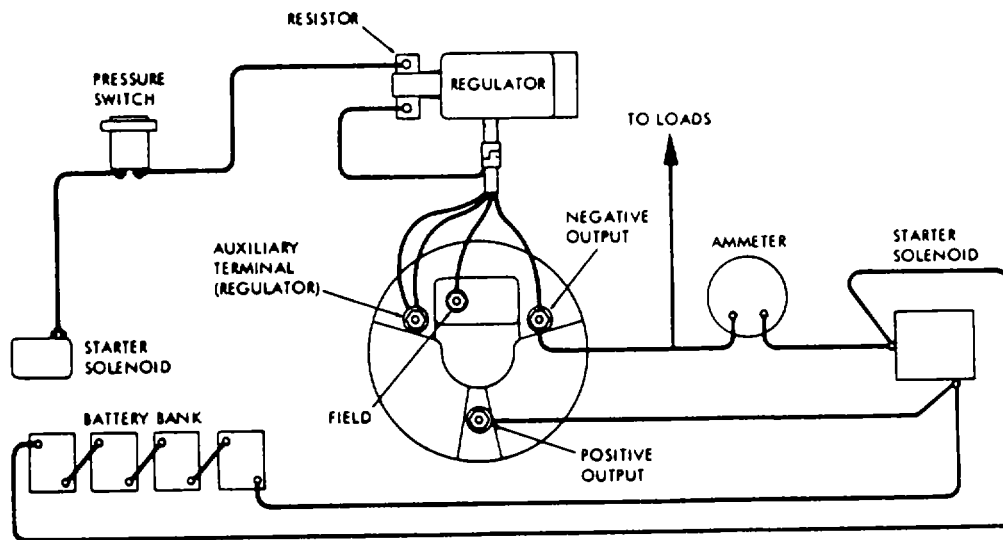 RESISTOR
PRESSURE
SWITCH
REGULATOR
TO LOADS
NEGATIVE
OUTPUT
AUXILIARY
TERMINAL
(REGULATOR)
AMMETER
STARTER
SOLENOID
STARTER
SOLENOID
FIELD
BATTERY BANK
POSITIVE
OUTPUT